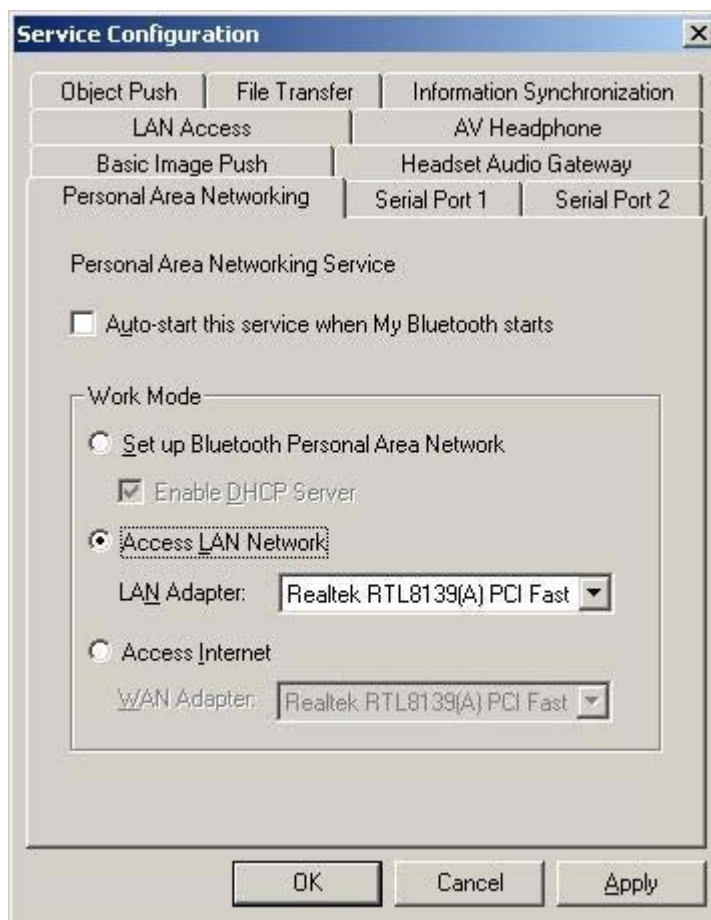 Service Configuration
Object Push File Transfer Information Synchronization
LAN Access AV Headphone
Basic Image Push Headset Audio Gateway
Personal Area Networking Serial Port 1 Serial Port 2
Personal Area Networking Service
Auto-start this service when My Bluetooth starts
Work Mode
Set up Bluetooth Personal Area Network
Enable DHCP Server
Access LAN Network
LAN Adapter: Realtek RTL8139(A) PCI Fast
Access Internet
WAN Adapter: Realtek RTL8139(A) PCI Fast
OK Cancel Apply